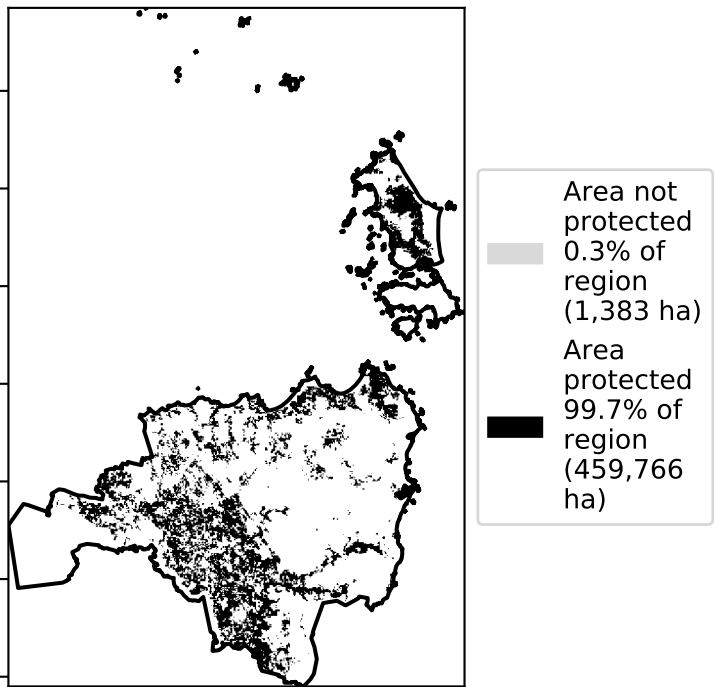 Area not
protected
0.3% of
region
(1,383 ha)
Area
protected
99.7% of
region
(459,766
ha)